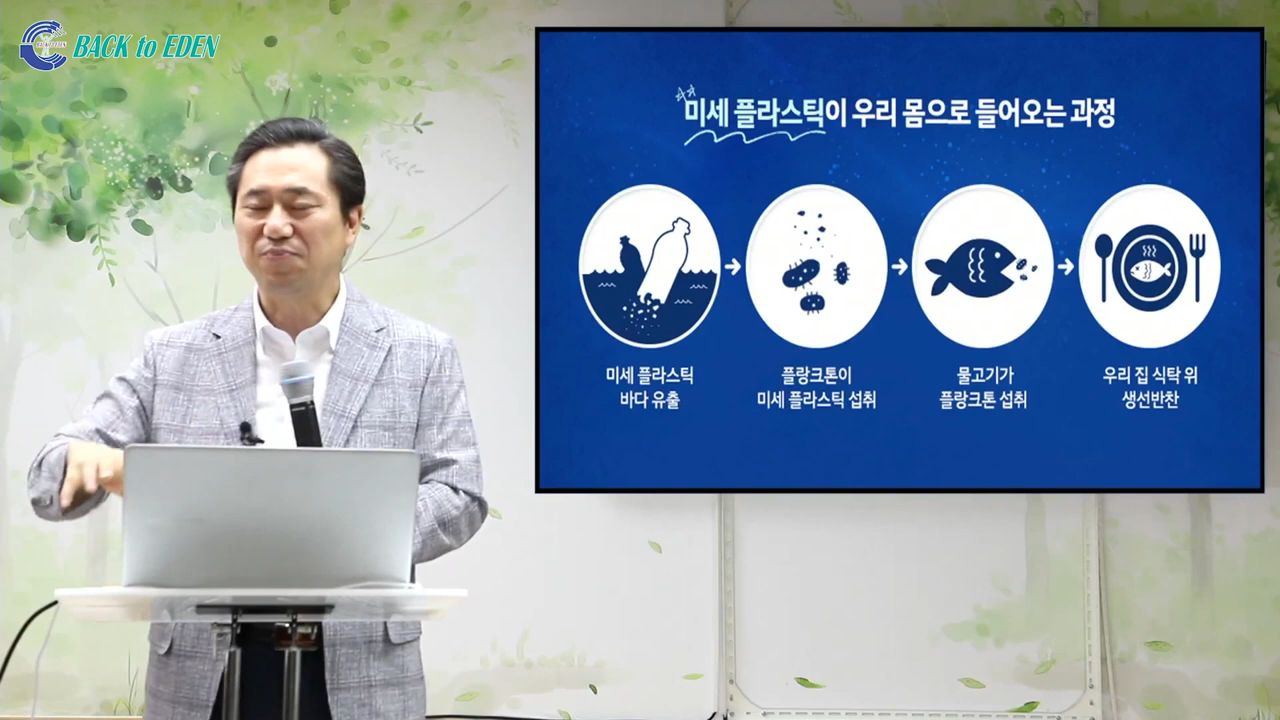 BACK to EDEN
미세 플라스틱이 우리 몸으로 들어오는 과정
미세 플라스틱
바다 유출
플랑크톤이
미세 플라스틱 섭취
물고기가
플랑크톤 섭취
우리 집 식탁 위
생선반찬